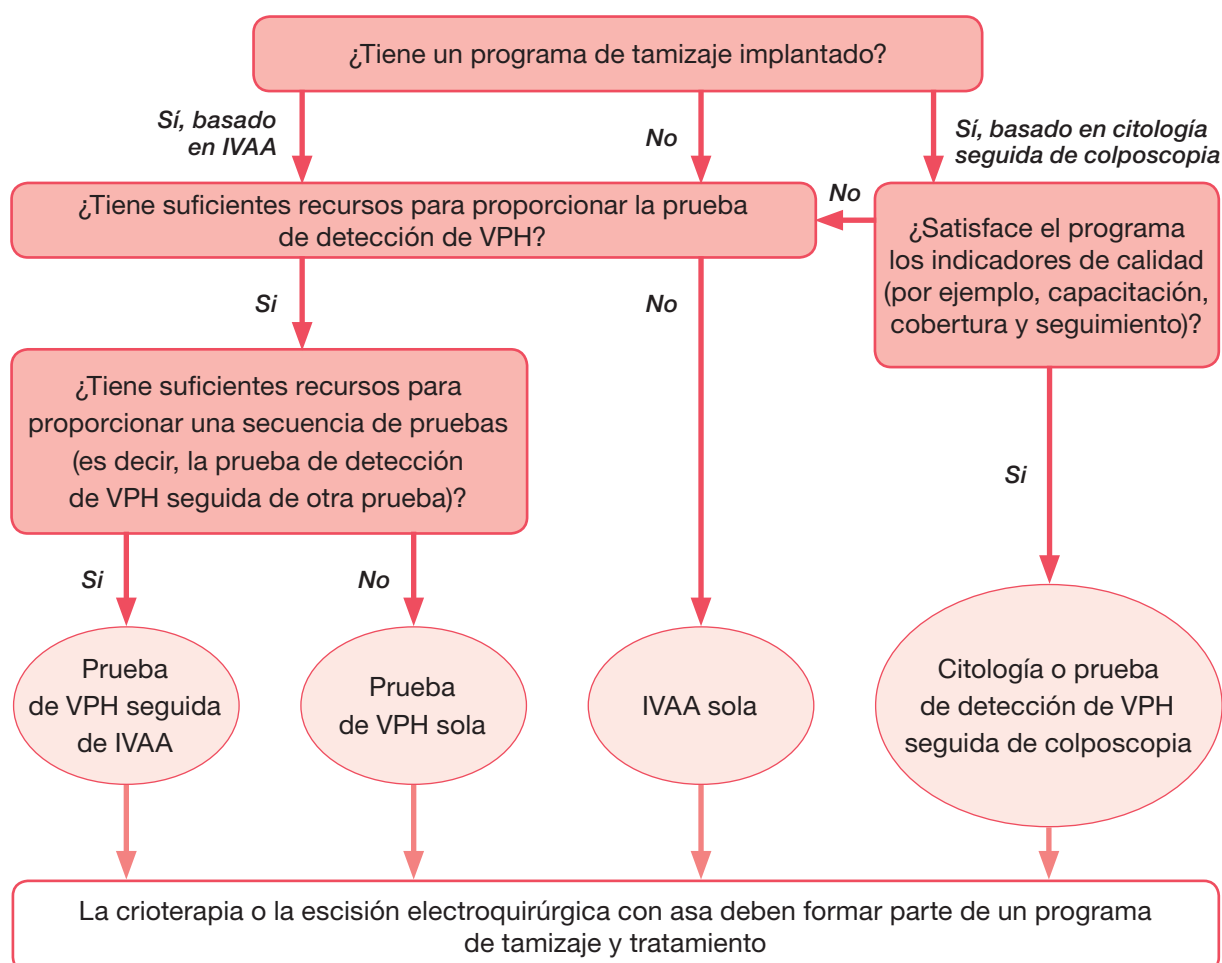 ¿Tiene un programa de tamizaje implantado?
Sí, basado
en IVAA
No
Sí, basado en citología
seguida de colposcopia
¿Tiene suficientes recursos para proporcionar la prueba
de detección de VPH?
No
¿Satisface el programa
los indicadores de calidad
(por ejemplo, capacitación,
cobertura y seguimiento)?
Si
No
¿Tiene suficientes recursos para
proporcionar una secuencia de pruebas
(es decir, la prueba de detección
de VPH seguida de otra prueba)?
Si
Si
No
Prueba
de VPH seguida
de IVAA
Prueba
de VPH sola
IVAA sola
Citología o prueba
de detección de VPH
seguida de colposcopia
La crioterapia o la escisión electroquirúrgica con asa deben formar parte de un programa
de tamizaje y tratamiento